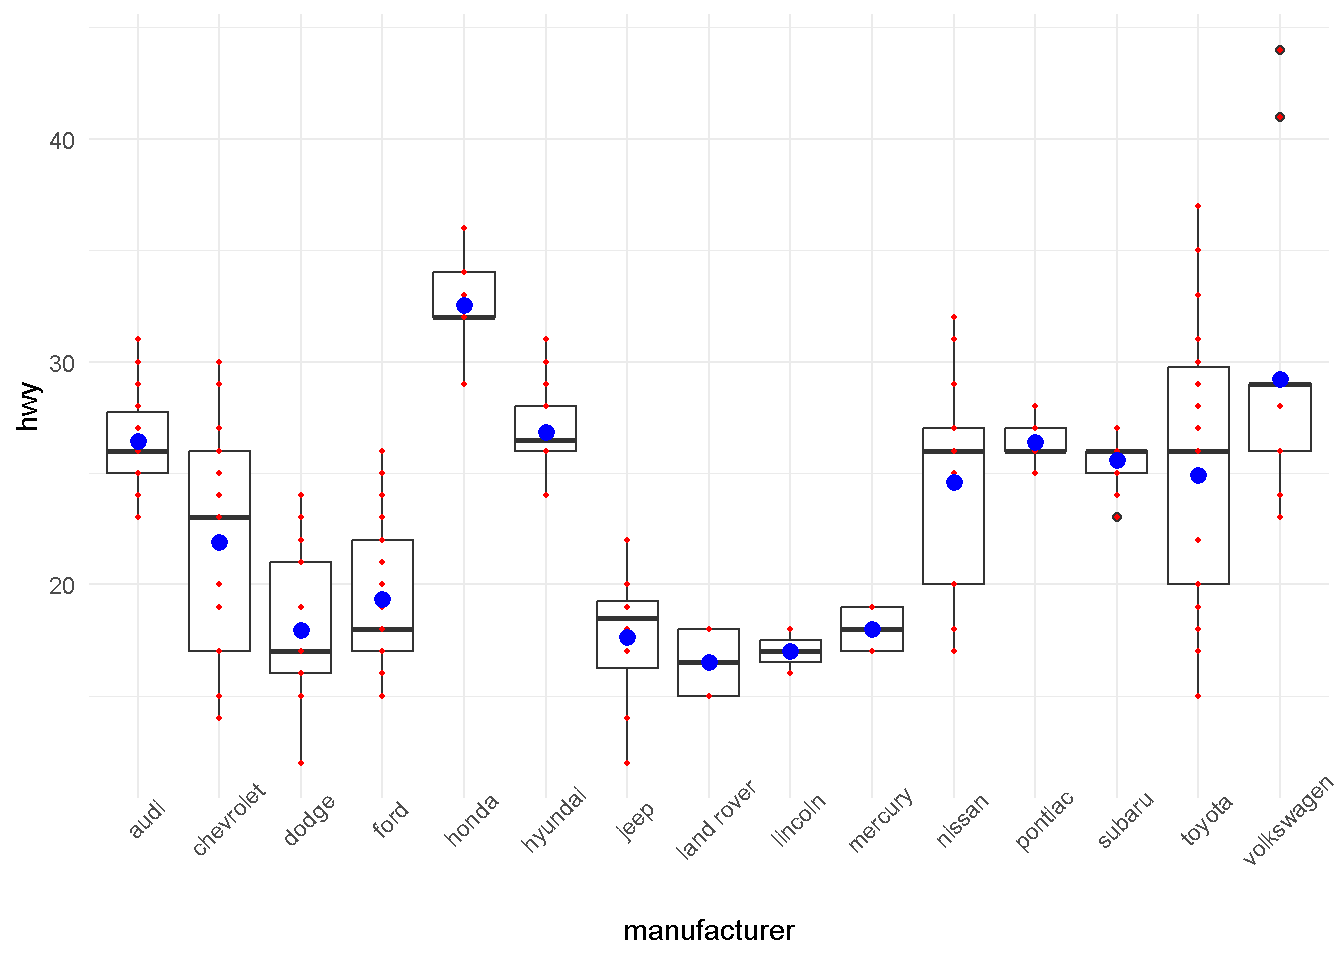 hwy
40
30
20
audi
chevrolet
dodge
ford
honda
hyundai
jeep
land rover
lincoln
mercury
nissan
pontiac
subaru
toyota
volkswagen
manufacturer